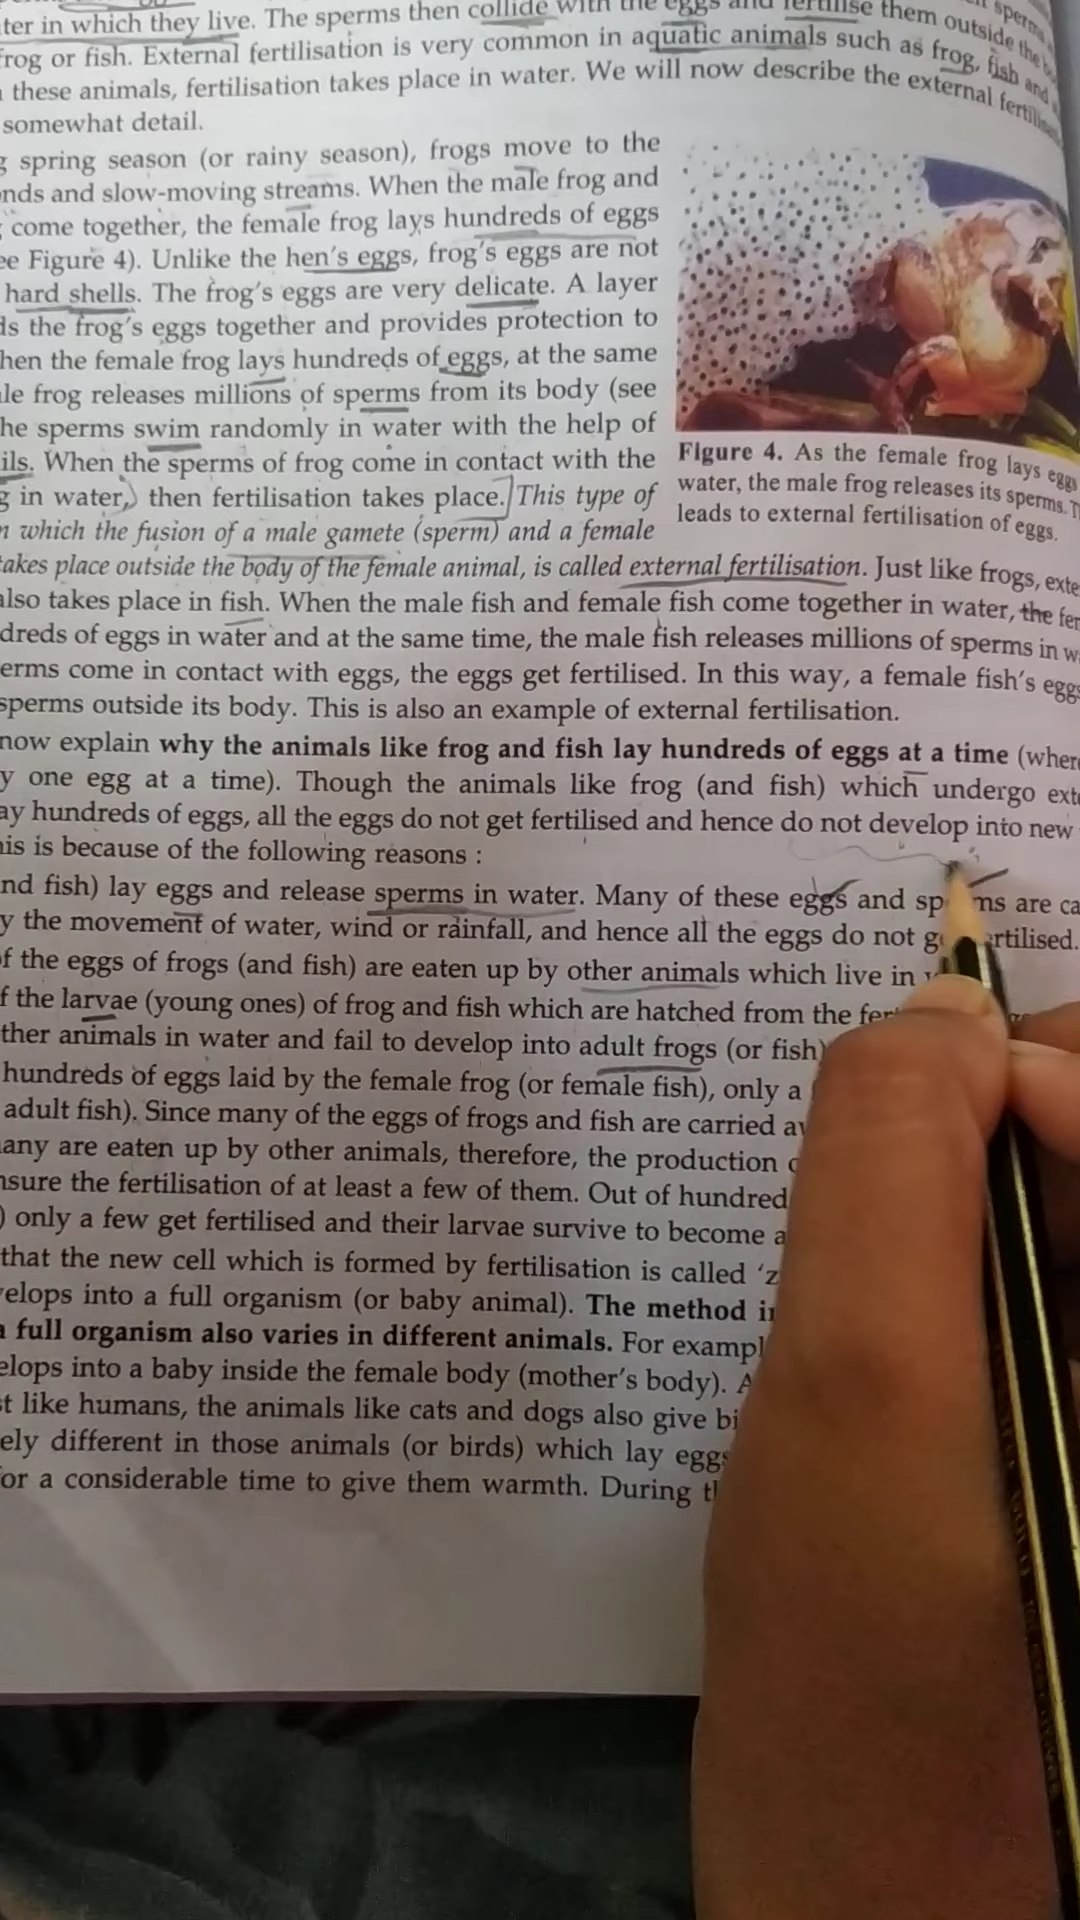 ter in which they live. The sperms then collide with the eggs and fertilise them outside the
frog or fish. External fertilisation is very common in aquatic animals such as frog, fish and
these animals, fertilisation takes place in water. We will now describe the external
somewhat detail.
spring season (or rainy season), frogs move to the
nds and slow-moving streams. When the male frog and
come together, the female frog lays hundreds of eggs
ee Figure 4). Unlike the hen's eggs, frog's eggs are not
hard shells. The frog's eggs are very delicate. A layer
ds the frog's eggs together and provides protection to
hen the female frog lays hundreds of eggs, at the same
le frog releases millions of sperms from its body (see
he sperms swim randomly in water with the help of
ils. When the sperms of frog come in contact with the
g in water, then fertilisation takes place. This type of
n which the fusion of a male gamete (sperm) and a female
Figure 4. As the female frog lays eggs
water, the male frog releases its sperms. T
leads to external fertilisation of eggs.
takes place outside the body of the female animal, is called external fertilisation. Just like frogs, exte
also takes place in fish. When the male fish and female fish come together in water, the fer
dreds of eggs in water and at the same time, the male fish releases millions of sperms in w
erms come in contact with eggs, the eggs get fertilised. In this way, a female fish's eggs
sperms outside its body. This is also an example of external fertilisation.
now explain why the animals like frog and fish lay hundreds of eggs at a time (where
y one egg at a time). Though the animals like frog (and fish) which undergo exte
ay hundreds of eggs, all the eggs do not get fertilised and hence do not develop into new
his is because of the following reasons :
nd fish) lay eggs and release sperms in water. Many of these eggs and sp ms are ca
y the movement of water, wind or rainfall, and hence all the eggs do not g rtilised.
f the eggs of frogs (and fish) are eaten up by other animals which live in
f the larvae (young ones) of frog and fish which are hatched from the fer
ther animals in water and fail to develop into adult frogs (or fish)
hundreds of eggs laid by the female frog (or female fish), only a
adult fish). Since many of the eggs of frogs and fish are carried aw
any are eaten up by other animals, therefore, the production o
nsure the fertilisation of at least a few of them. Out of hundred
) only a few get fertilised and their larvae survive to become a
that the new cell which is formed by fertilisation is called 'z
velops into a full organism (or baby animal). The method in
a full organism also varies in different animals. For exampl
elops into a baby inside the female body (mother's body). A
t like humans, the animals like cats and dogs also give bi
ely different in those animals (or birds) which lay eggs
or a considerable time to give them warmth. During th